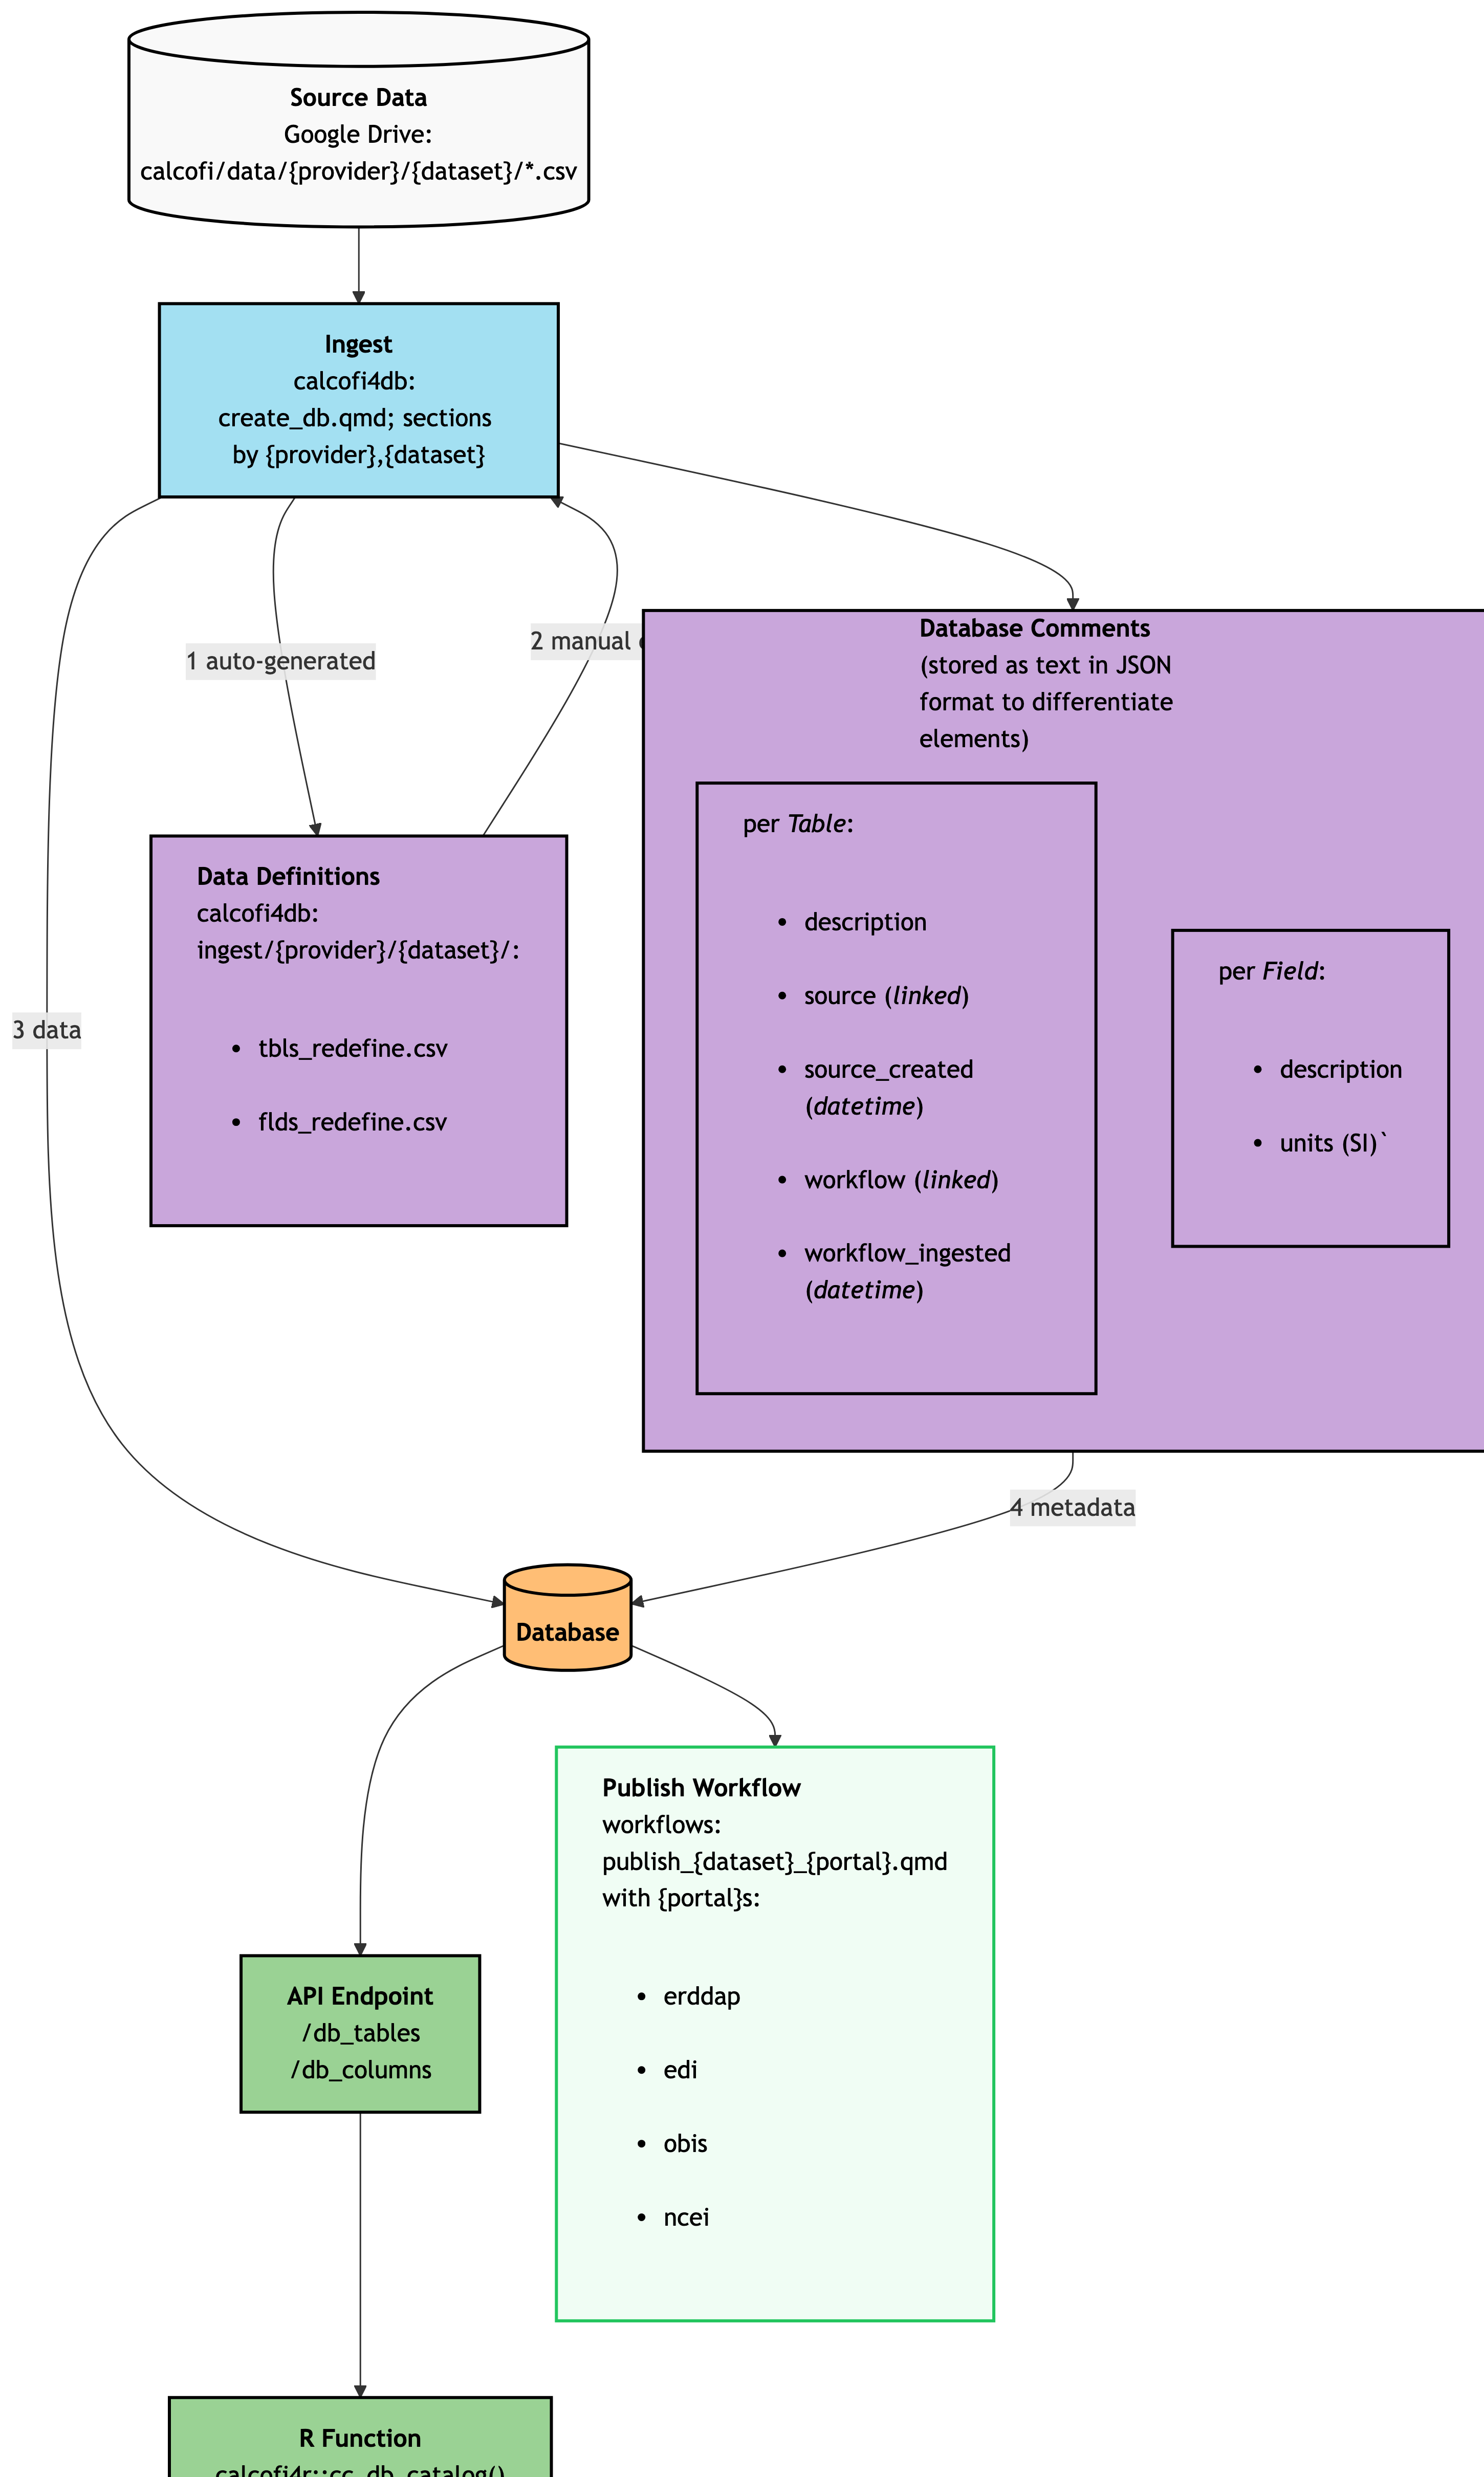 Source Data
Google Drive:
calcofi/data/{provider}/{dataset}/*.csv
Ingest
calcofi4db:
create_db.qmd; sections
by {provider},{dataset}
1 auto-generated
2 manual
Database Comments
(stored as text in JSON
format to differentiate
elements)
per Table:
• description
• source (linked)
• source_created
(datetime)
• workflow (linked)
• workflow_ingested
(datetime)
per Field:
• description
• units (SI)`
Data Definitions
calcofi4db:
ingest/{provider}/{dataset}/:
• tbls_redefine.csv
• flds_redefine.csv
3 data
4 metadata
Database
Publish Workflow
workflows:
publish_{dataset}_{portal}.qmd
with {portal}s:
• erddap
• edi
• obis
• ncei
API Endpoint
/db_tables
/db_columns
R Function
calcofi4r::cc_db_catalog()